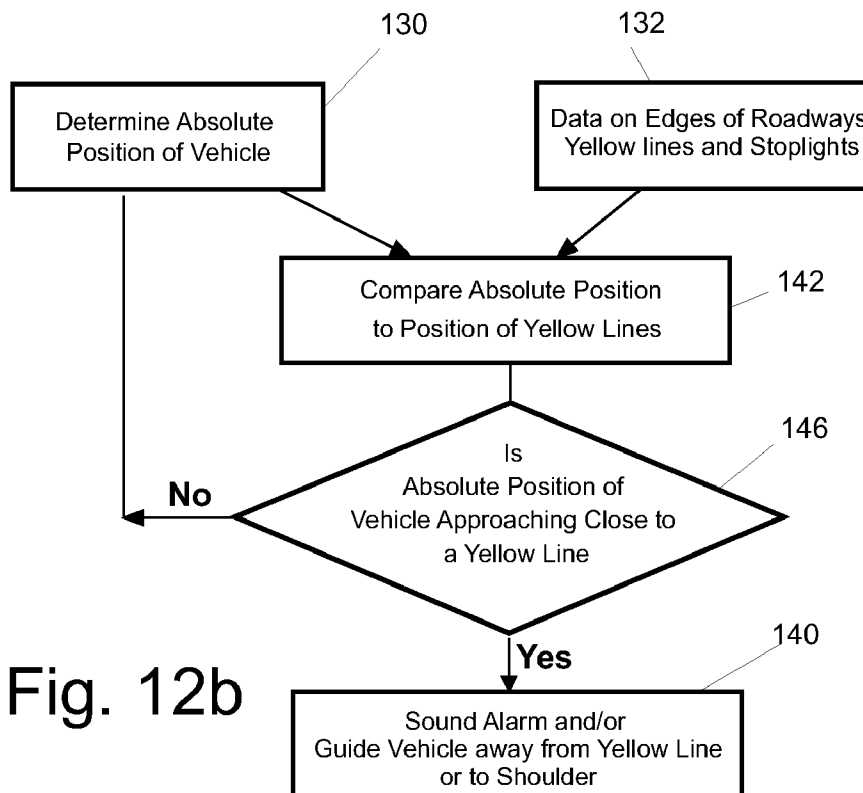 130
132
Determine Absolute
Position of Vehicle
Data on Edges of Roadways
Yellow lines and Stoplights
142
Compare Absolute Position
to Position of Yellow Lines
146
Is
Absolute Position of
Vehicle Approaching Close to
a Yellow Line
No
Yes
140
Fig. 12b
Sound Alarm and/or
Guide Vehicle away from Yellow Line
or to Shoulder